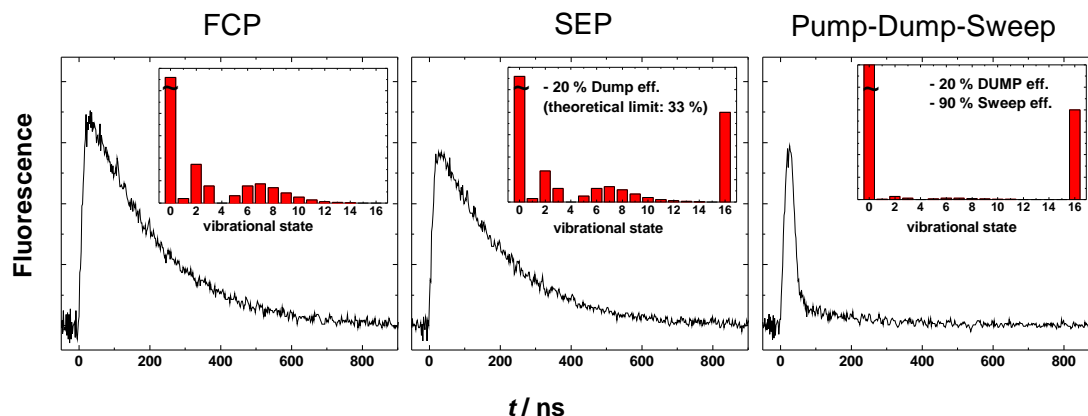 FCP SEP Pump-Dump-Sweep
Fluorescence
~
0 2 4 6 8 10 12 14 16
vibrational state
- 20 % Dump eff.
(theoretical limit: 33 %)
~
0 2 4 6 8 10 12 14 16
vibrational state
- 20 % DUMP eff.
- 90 % Sweep eff.
~
0 2 4 6 8 10 12 14 16
vibrational state
0 200 400 600 800
0 200 400 600 800
0 200 400 600 800
t / ns